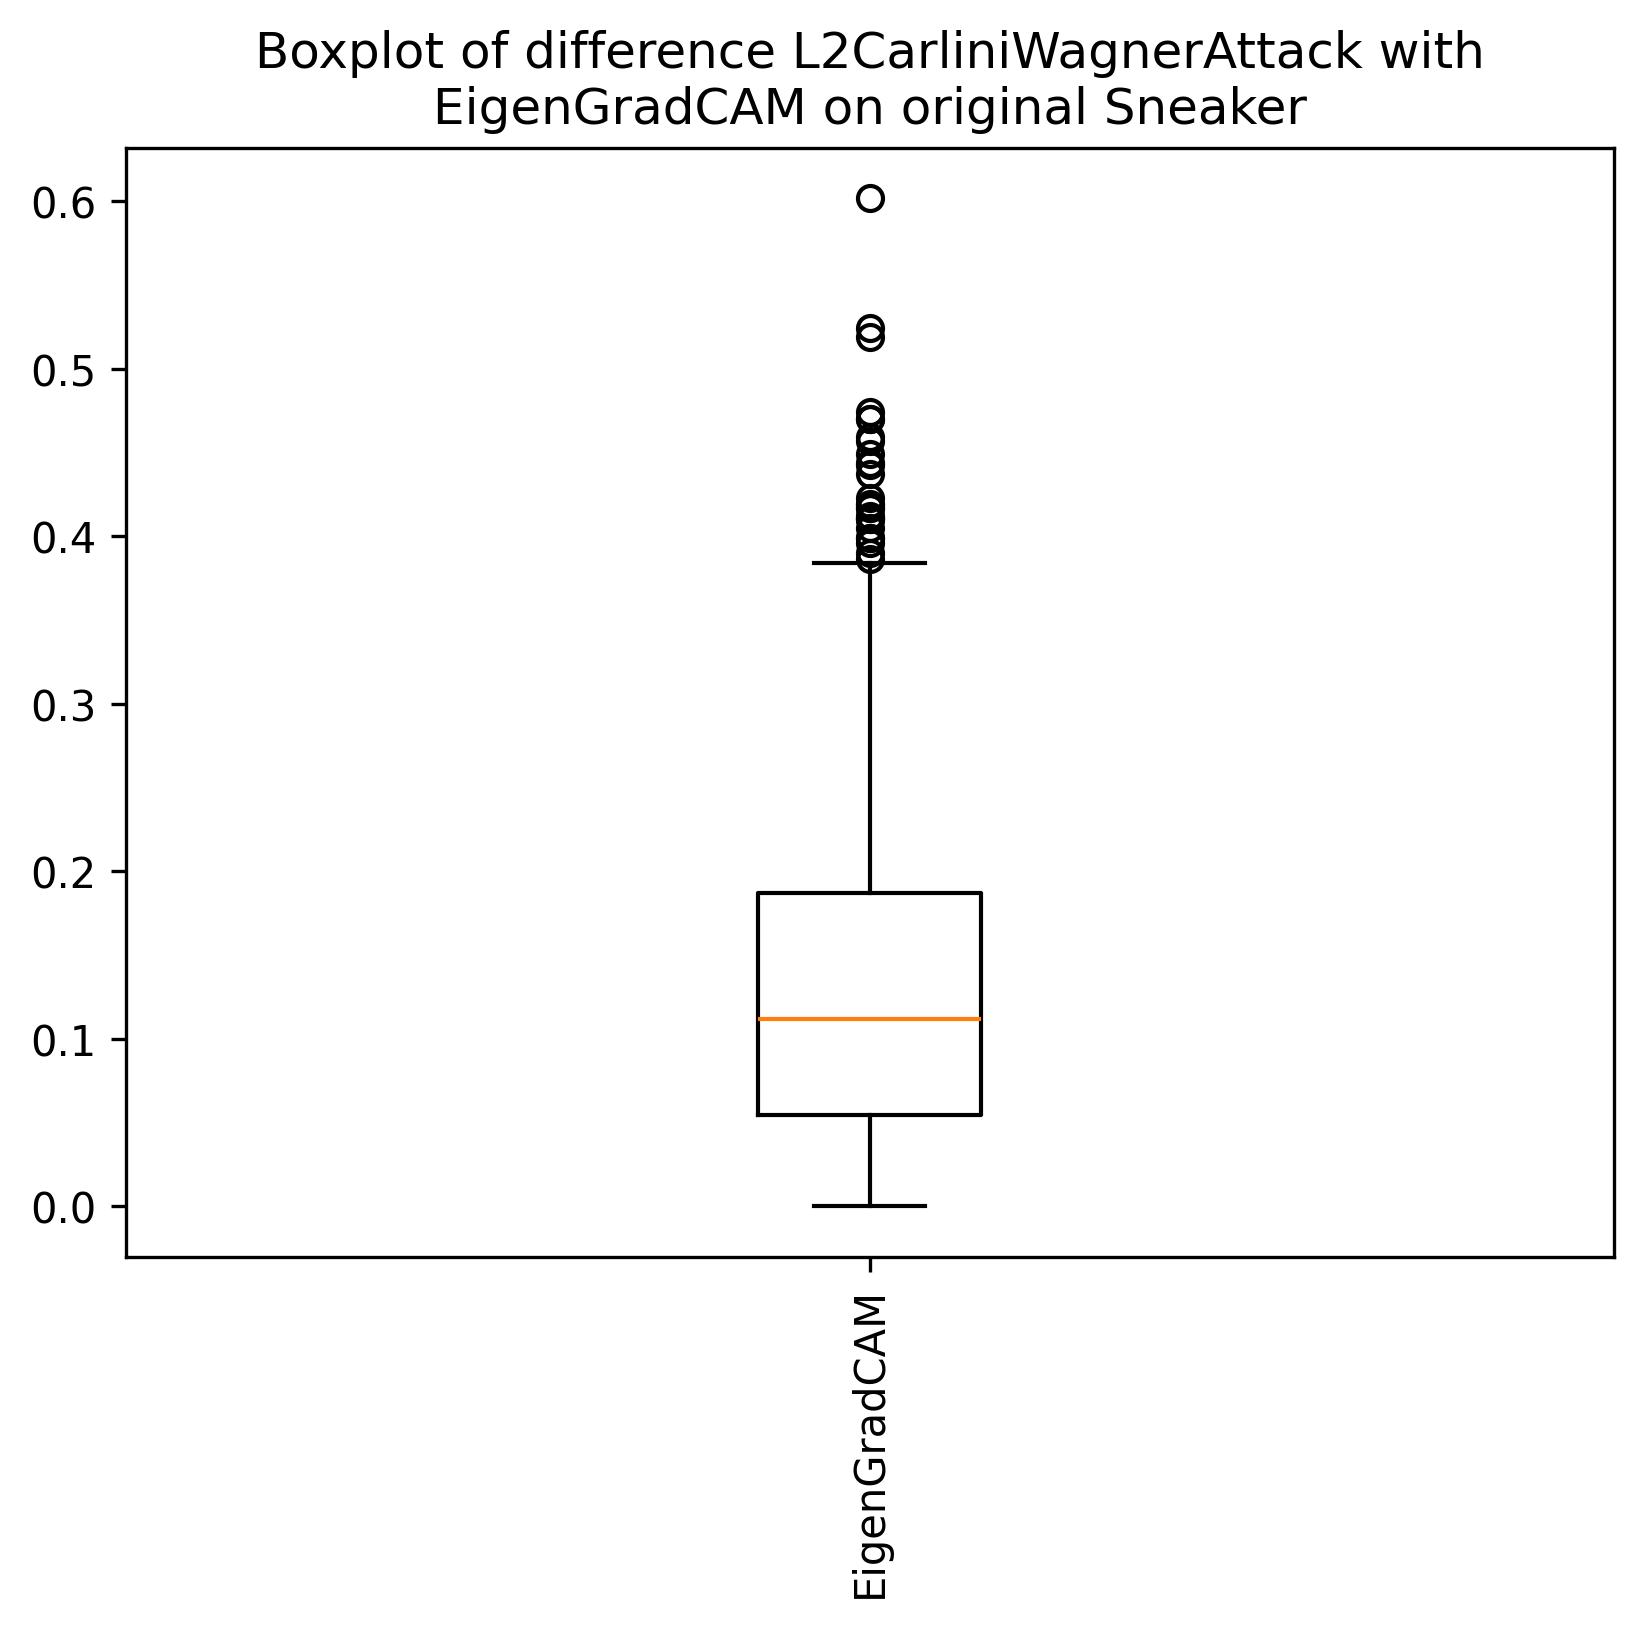 Boxplot of difference L2CarliniWagnerAttack with
EigenGradCAM on original Sneaker
0.6
0.5
0.4
0.3
0.2
0.1
0.0
EigenGradCAM